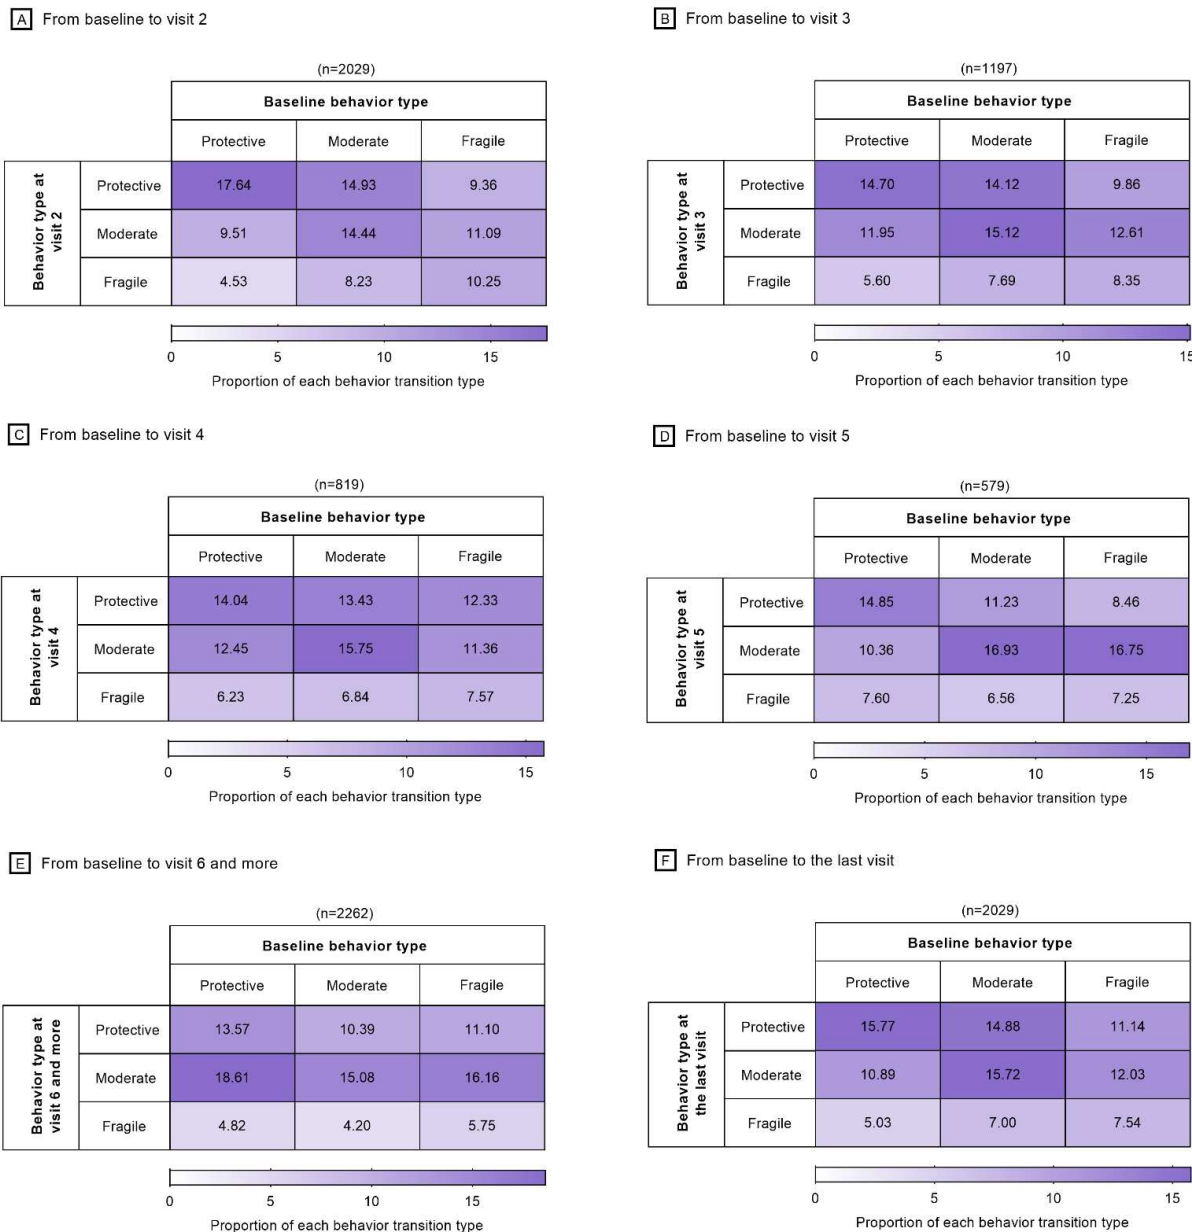 A From baseline to visit 2
(n=2029)
Baseline behavior type
Protective Moderate Fragile
Behavior type at
visit 2
Protective 17.64 14.93 9.36
Moderate 9.51 14.44 11.09
Fragile 4.53 8.23 10.25
0 5 10 15
Proportion of each behavior transition type
B From baseline to visit 3
(n=1197)
Baseline behavior type
Protective Moderate Fragile
Behavior type at
visit 3
Protective 14.70 14.12 9.86
Moderate 11.95 15.12 12.61
Fragile 5.60 7.69 8.35
0 5 10 15
Proportion of each behavior transition type
C From baseline to visit 4
(n=819)
Baseline behavior type
Protective Moderate Fragile
Behavior type at
visit 4
Protective 14.04 13.43 12.33
Moderate 12.45 15.75 11.36
Fragile 6.23 6.84 7.57
0 5 10 15
Proportion of each behavior transition type
D From baseline to visit 5
(n=579)
Baseline behavior type
Protective Moderate Fragile
Behavior type at
visit 5
Protective 14.85 11.23 8.46
Moderate 10.36 16.93 16.75
Fragile 7.60 6.56 7.25
0 5 10 15
Proportion of each behavior transition type
E From baseline to visit 6 and more
(n=2262)
Baseline behavior type
Protective Moderate Fragile
Behavior type at
visit 6 and more
Protective 13.57 10.39 11.10
Moderate 18.61 15.08 16.16
Fragile 4.82 4.20 5.75
0 5 10 15
Proportion of each behavior transition type
F From baseline to the last visit
(n=2029)
Baseline behavior type
Protective Moderate Fragile
Behavior type at
the last visit
Protective 15.77 14.88 11.14
Moderate 10.89 15.72 12.03
Fragile 5.03 7.00 7.54
0 5 10 15
Proportion of each behavior transition type